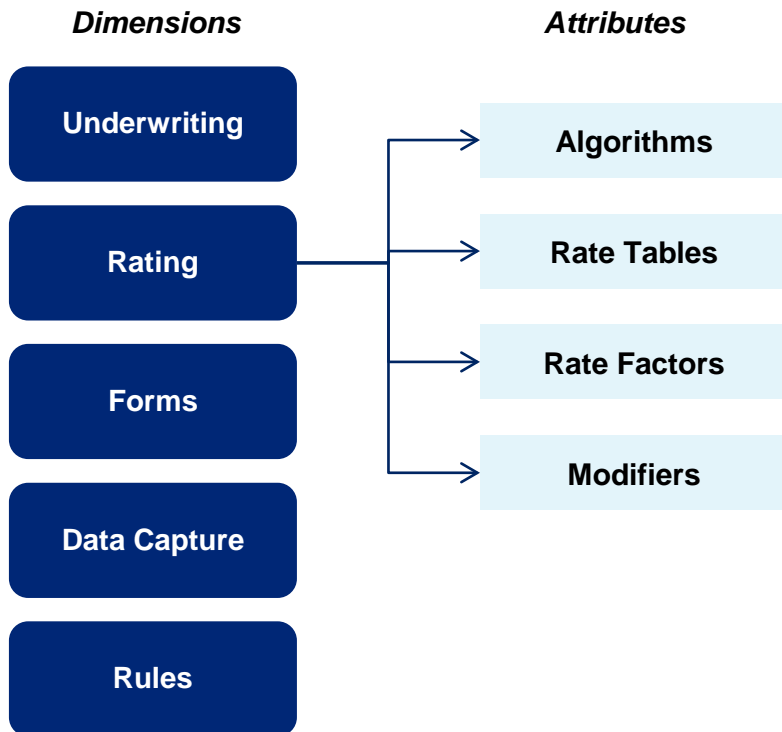 Dimensions
Attributes
Underwriting
Rating
Forms
Data Capture
Rules
Algorithms
Rate Tables
Rate Factors
Modifiers